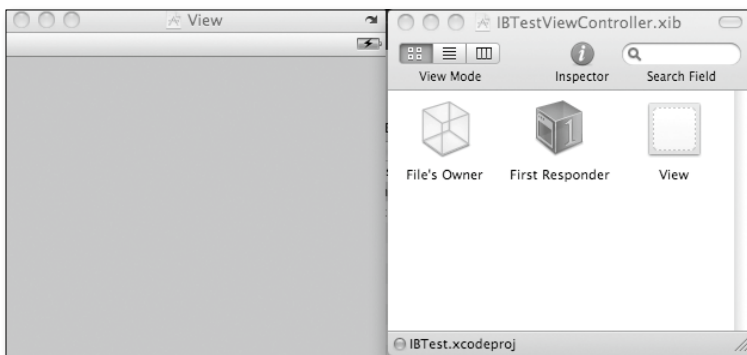 View
IBTestViewController.xib
View Mode
Inspector
Search Field
File's Owner
First Responder
View
IBTest.xcodeproj